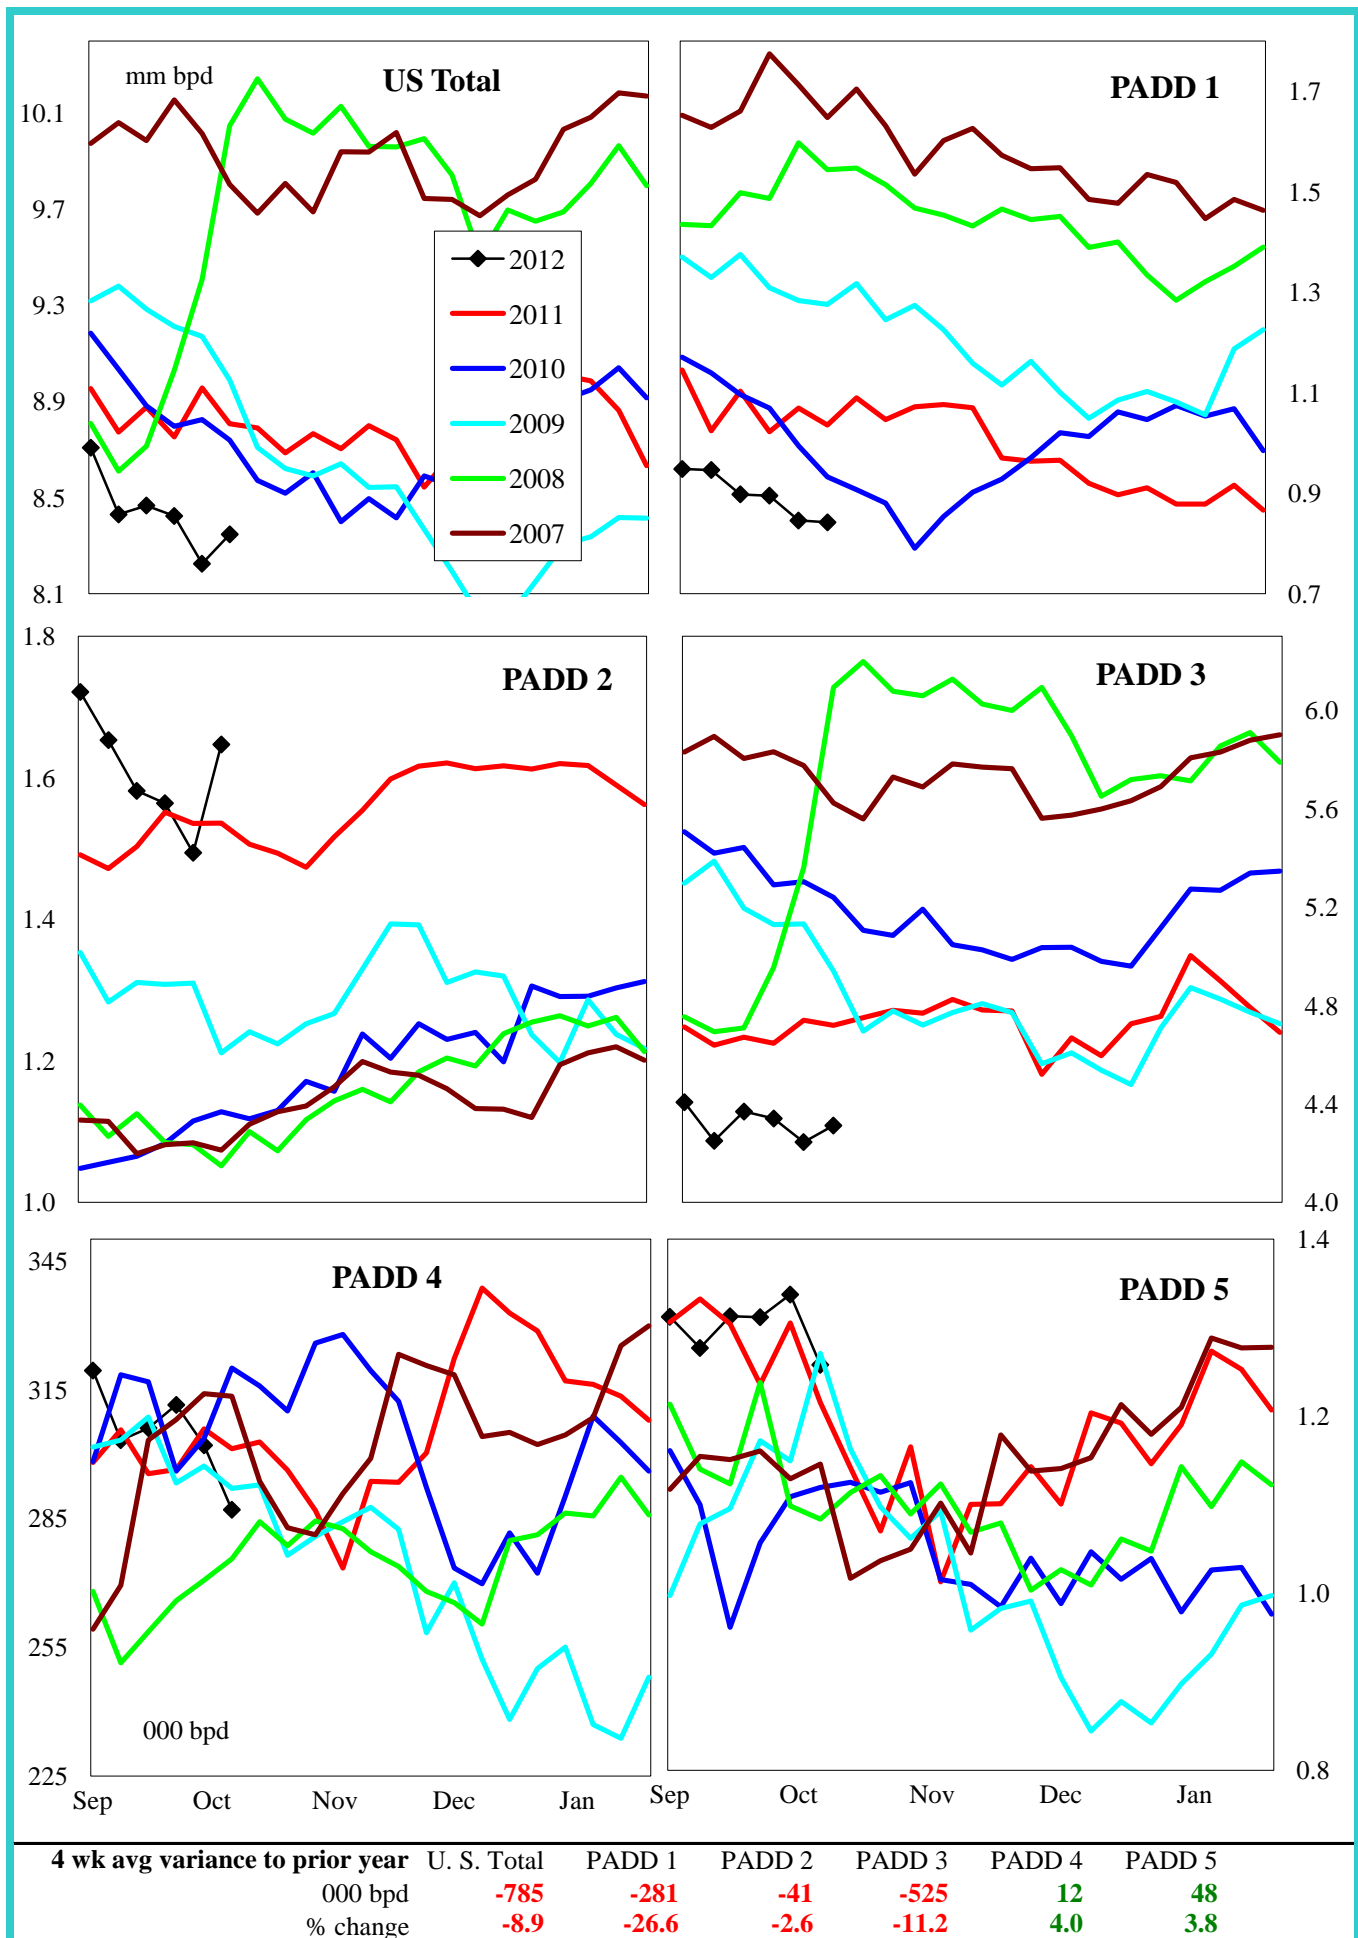 mm bpd
US Total
10.1
9.7
9.3
8.9
8.5
8.1
2012
2011
2010
2009
2008
2007
PADD 1
1.7
1.5
1.3
1.1
0.9
0.7
PADD 2
1.8
1.6
1.4
1.2
1.0
PADD 3
6.0
5.6
5.2
4.8
4.4
4.0
PADD 4
345
315
285
255
225
000 bpd
Sep Oct Nov Dec Jan
PADD 5
1.4
1.2
1.0
0.8
Sep Oct Nov Dec Jan
4 wk avg variance to prior year U. S. Total PADD 1 PADD 2 PADD 3 PADD 4 PADD 5
000 bpd -785 -281 -41 -525 12 48
% change -8.9 -26.6 -2.6 -11.2 4.0 3.8